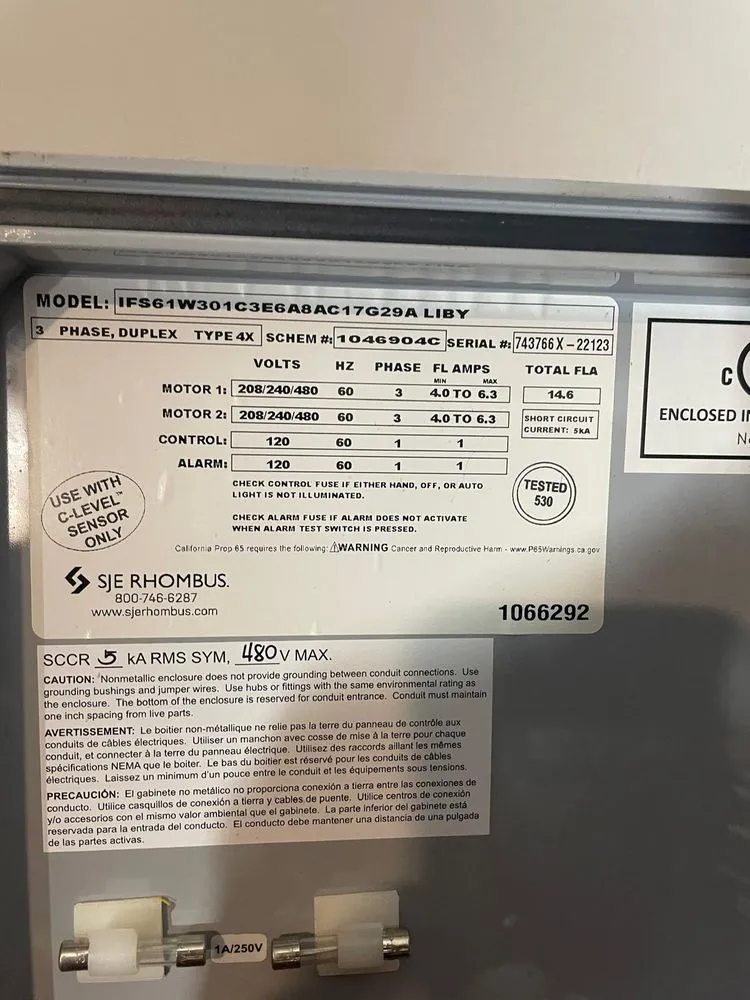 MODEL: IFS61W301C3E6A8AC17G29A LIBY
3 PHASE, DUPLEX TYPE 4X SCHEM #: 1046904C SERIAL #: 743766X-22123
VOLTS HZ PHASE FL AMPS TOTAL FLA
MIN MAX
MOTOR 1: 208/240/480 60 3 4.0 TO 6.3 14.6
MOTOR 2: 208/240/480 60 3 4.0 TO 6.3
SHORT CIRCUIT
CURRENT: 5kA
CONTROL: 120 60 1 1
ALARM: 120 60 1 1
USE WITH
C-LEVEL™
SENSOR
ONLY
CHECK CONTROL FUSE IF EITHER HAND, OFF, OR AUTO
LIGHT IS NOT ILLUMINATED.
CHECK ALARM FUSE IF ALARM DOES NOT ACTIVATE
WHEN ALARM TEST SWITCH IS PRESSED.
TESTED
530
California Prop 65 requires the following: ⚠WARNING Cancer and Reproductive Harm - www.P65Warnings.ca.gov
SJE RHOMBUS.
800-746-6287
www.sjerhombus.com
1066292
SCCR 5 kA RMS SYM, 480 V MAX.
CAUTION: Nonmetallic enclosure does not provide grounding between conduit connections. Use
grounding bushings and jumper wires. Use hubs or fittings with the same environmental rating as
the enclosure. The bottom of the enclosure is reserved for conduit entrance. Conduit must maintain
one inch spacing from live parts.
AVERTISSEMENT: Le boitier non-métallique ne relie pas la terre du panneau de contrôle aux
conduits de câbles électriques. Utiliser un manchon avec cosse de mise à la terre pour chaque
conduit, et connecter à la terre du panneau électrique. Utilisez des raccords aillant les mêmes
spécifications NEMA que le boiter. Le bas du boitier est réservé pour les conduits de câbles
électriques. Laissez un minimum d'un pouce entre le conduit et les équipements sous tensions.
PRECAUCIÓN: El gabinete no metálico no proporciona conexión a tierra entre las conexiones de
conducto. Utilice casquillos de conexión a tierra y cables de puente. Utilice centros de conexión
y/o accesorios con el mismo valor ambiental que el gabinete. La parte inferior del gabinete está
reservada para la entrada del conducto. El conducto debe mantener una distancia de una pulgada
de las partes activas.
1A/250V
ENCLOSED